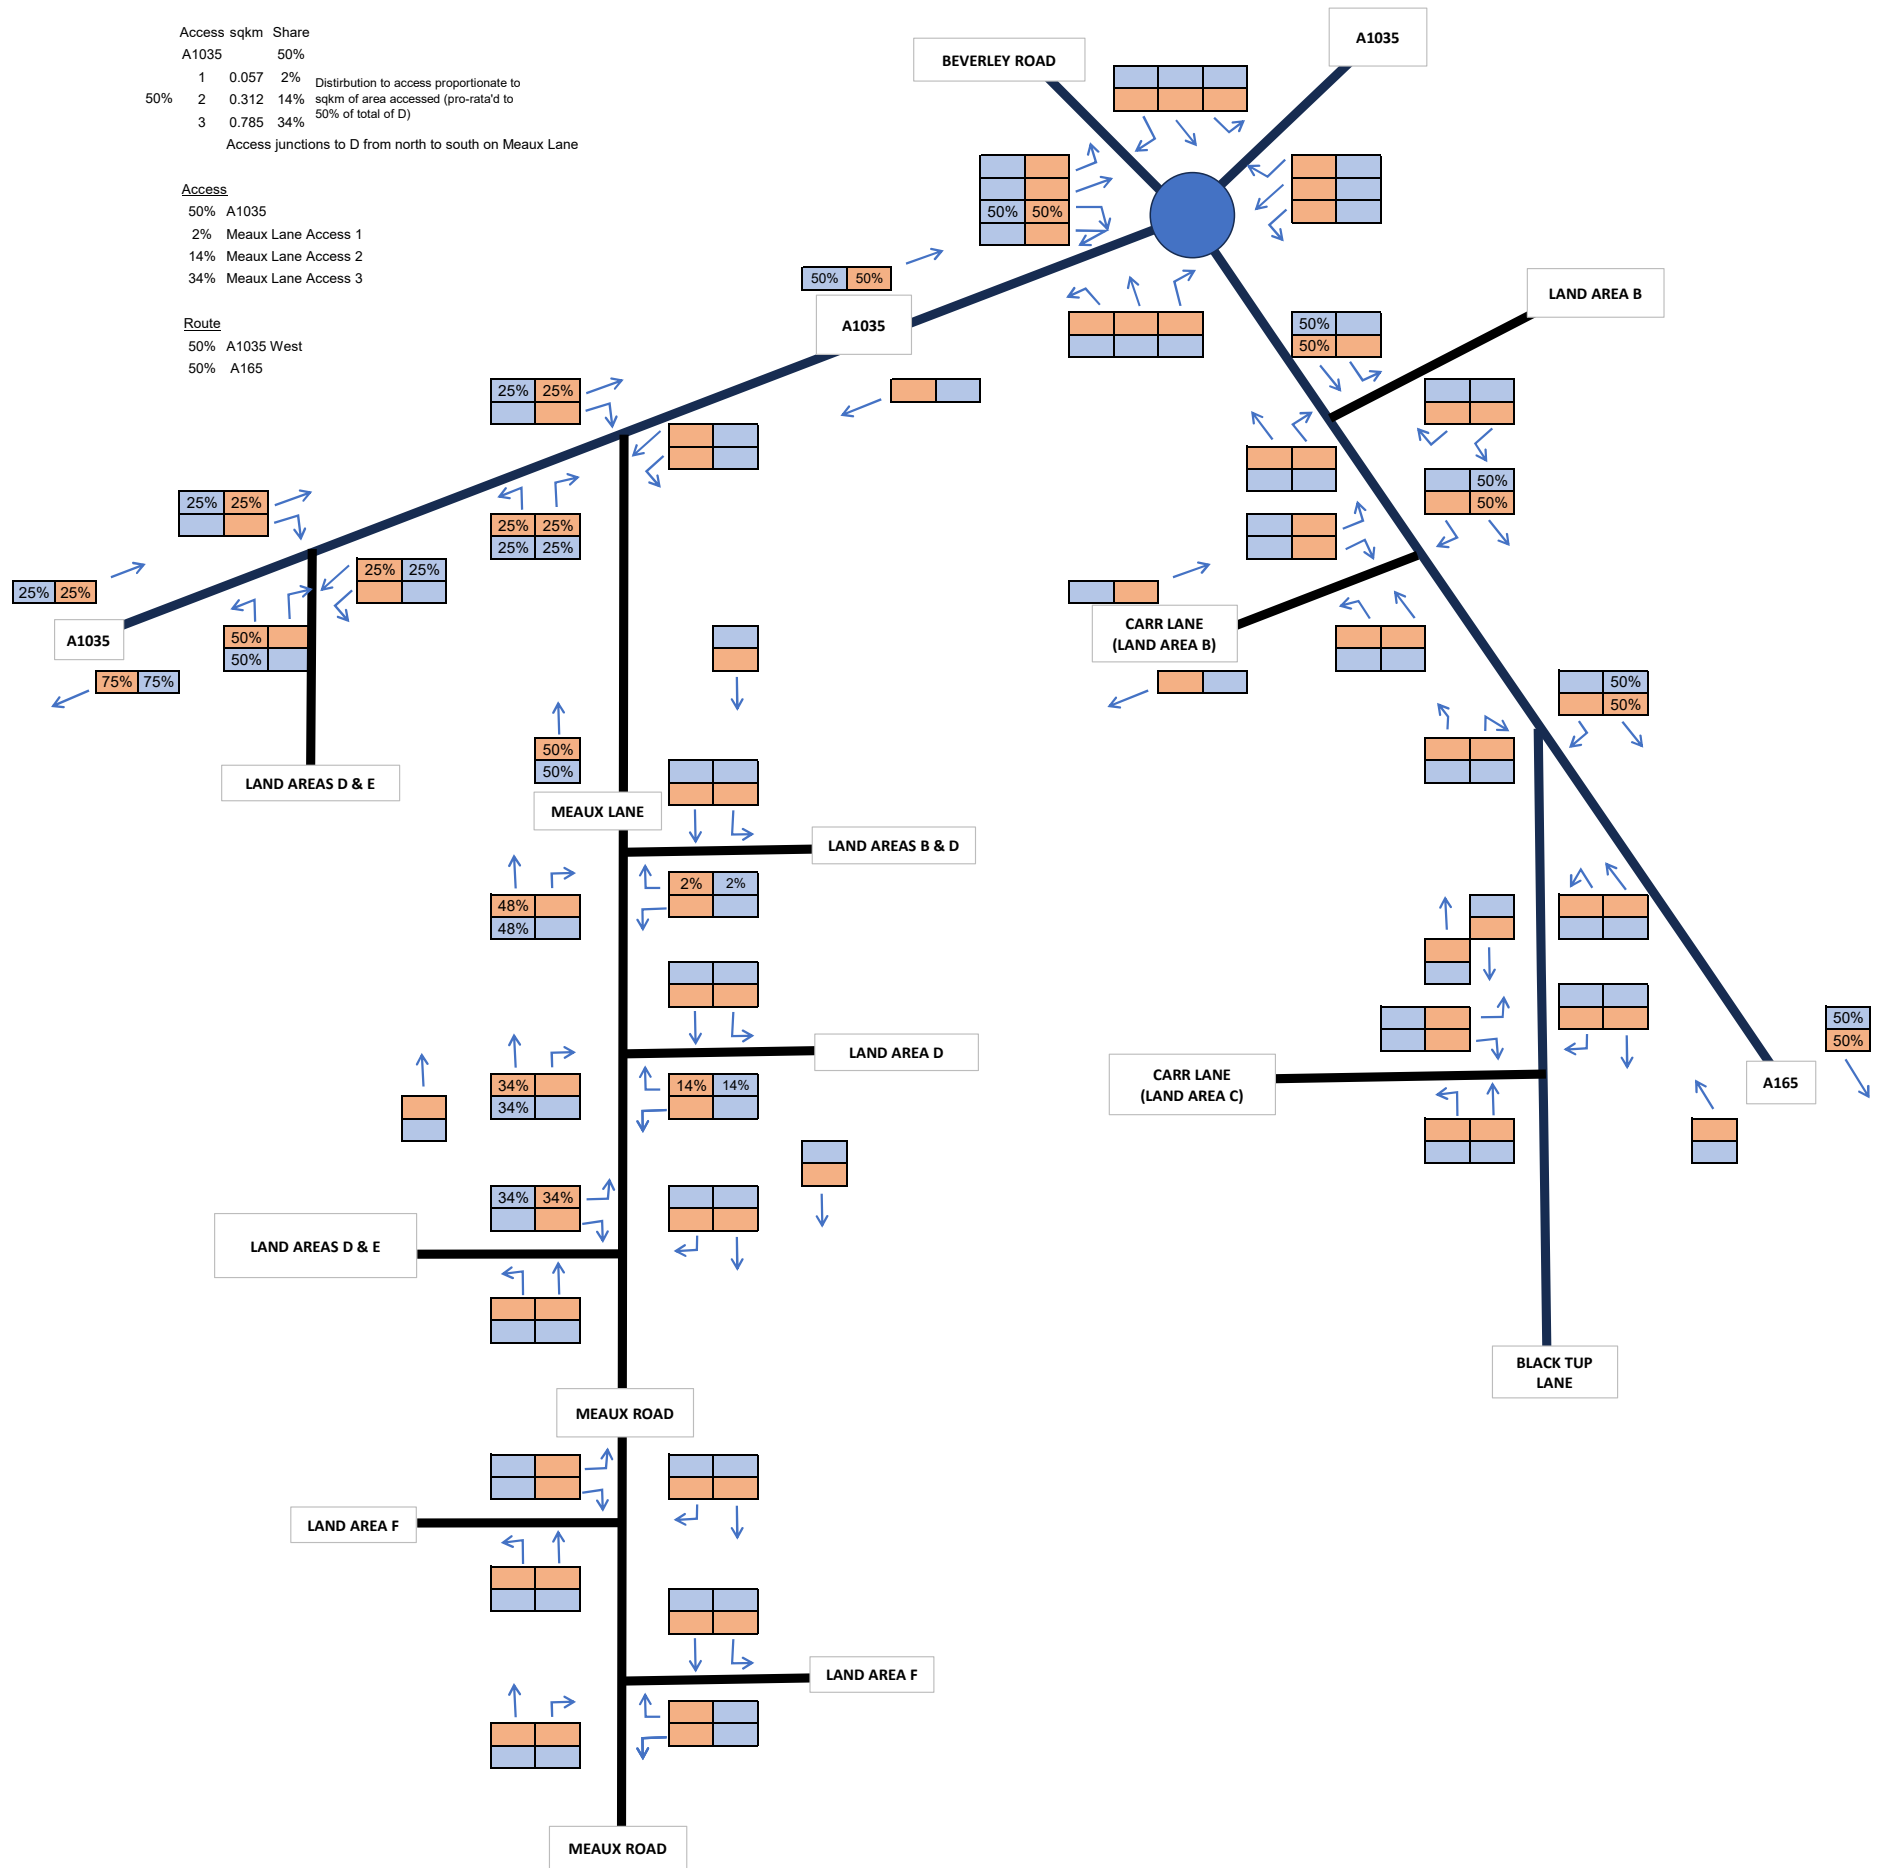 Access sqkm Share
A1035 50%
1 0.057 2%
50% 2 0.312 14%
3 0.785 34%
Distirbution to access proportionate to
sqkm of area accessed (pro-rata'd to
50% of total of D)
Access junctions to D from north to south on Meaux Lane
Access
50% A1035
2% Meaux Lane Access 1
14% Meaux Lane Access 2
34% Meaux Lane Access 3
Route
50% A1035 West
50% A165
BEVERLEY ROAD
A1035
50% 50%
50% 50%
A1035
LAND AREA B
50%
50%
25% 25%
25% 25%
25% 25%
25% 25%
50%
50%
25% 25%
25% 25%
A1035
50%
50%
75% 75%
LAND AREAS D & E
CARR LANE
(LAND AREA B)
50%
50%
50%
50%
MEAUX LANE
LAND AREAS B & D
2% 2%
48%
48%
LAND AREA D
34%
34%
14% 14%
50%
50%
A165
CARR LANE
(LAND AREA C)
34% 34%
LAND AREAS D & E
BLACK TUP
LANE
MEAUX ROAD
LAND AREA F
LAND AREA F
MEAUX ROAD